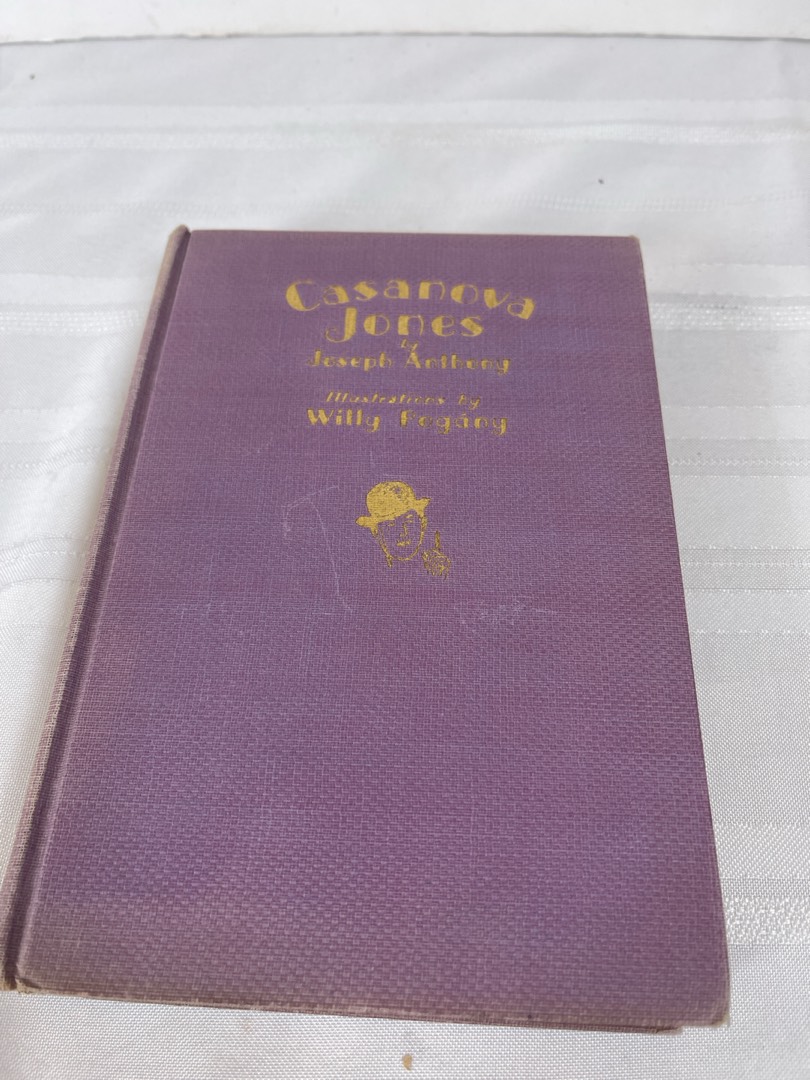 Casanova
Jones
by
Joseph Anthony
Illustrations by
Willy Pogány